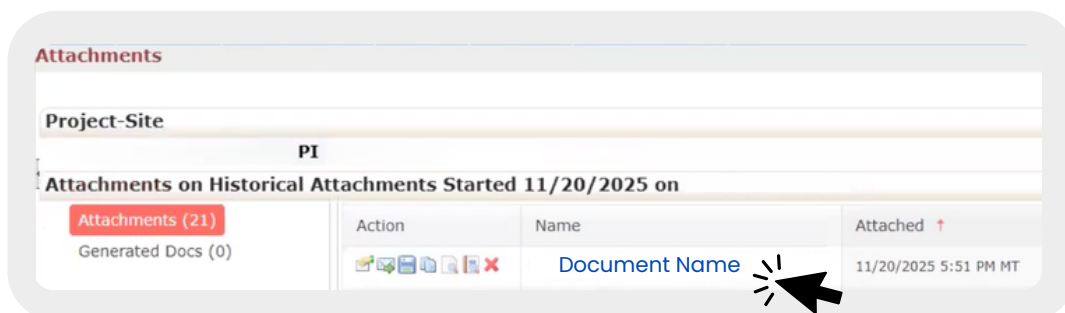 Attachments
Project-Site
PI
Attachments on Historical Attachments Started 11/20/2025 on
Attachments (21)
Generated Docs (0)
Action Name Attached ↑
Document Name 11/20/2025 5:51 PM MT